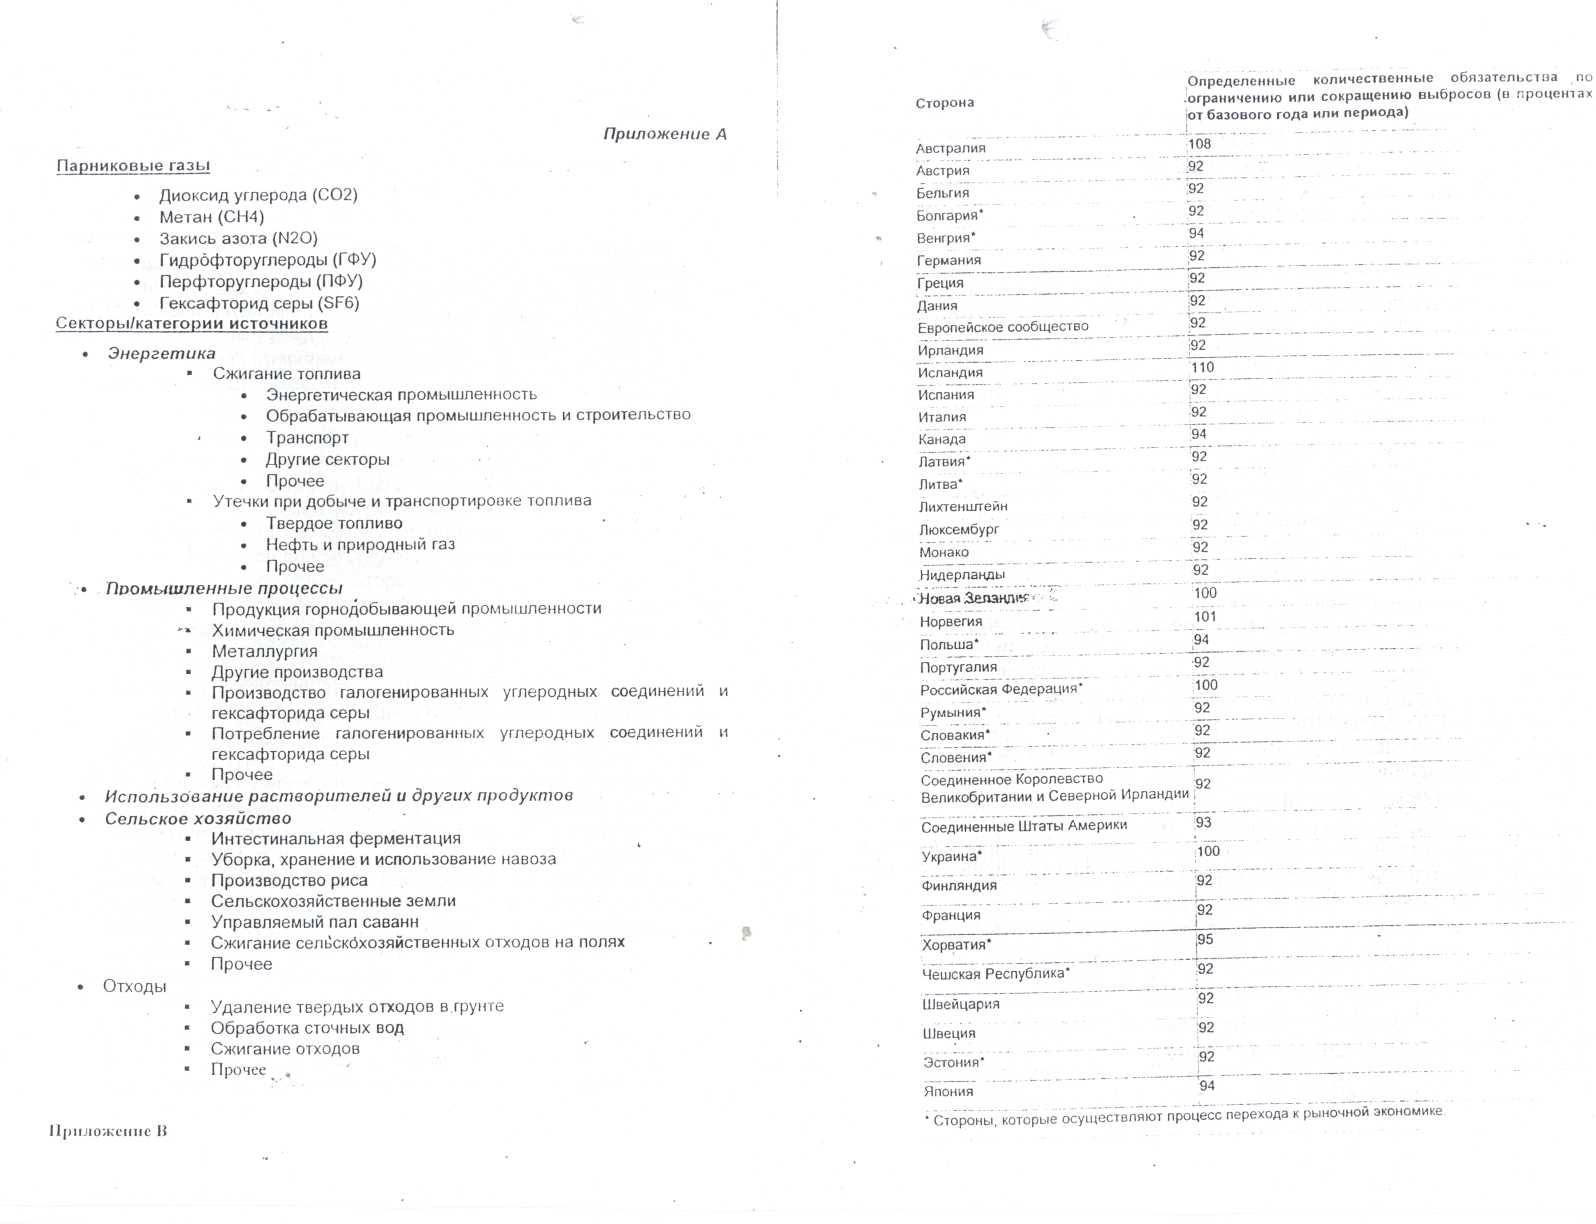 Приложение А
Парниковые газы
• Диоксид углерода (СО2)
• Метан (СН4)
• Закись азота (N2O)
• Гидрофторуглероды (ГФУ)
• Перфторуглероды (ПФУ)
• Гексафторид серы (SF6)
Секторы/категории источников
• Энергетика
▪ Сжигание топлива
• Энергетическая промышленность
• Обрабатывающая промышленность и строительство
• Транспорт
• Другие секторы
• Прочее
▪ Утечки при добыче и транспортировке топлива
• Твердое топливо
• Нефть и природный газ
• Прочее
• Промышленные процессы
▪ Продукция горнодобывающей промышленности
▪ Химическая промышленность
▪ Металлургия
▪ Другие производства
▪ Производство галогенированных углеродных соединений и
гексафторида серы
▪ Потребление галогенированных углеродных соединений и
гексафторида серы
▪ Прочее
• Использование растворителей и других продуктов
• Сельское хозяйство
▪ Интестинальная ферментация
▪ Уборка, хранение и использование навоза
▪ Производство риса
▪ Сельскохозяйственные земли
▪ Управляемый пал саванн
▪ Сжигание сельскохозяйственных отходов на полях
▪ Прочее
• Отходы
▪ Удаление твердых отходов в грунте
▪ Обработка сточных вод
▪ Сжигание отходов
▪ Прочее
Приложение В
Сторона
Определенные количественные обязательства по
ограничению или сокращению выбросов (в процентах
от базового года или периода)
Австралия 108
Австрия 92
Бельгия 92
Болгария* 92
Венгрия* 94
Германия 92
Греция 92
Дания 92
Европейское сообщество 92
Ирландия 92
Исландия 110
Испания 92
Италия 92
Канада 94
Латвия* 92
Литва* 92
Лихтенштейн 92
Люксембург 92
Монако 92
Нидерланды 92
Новая Зеландия 100
Норвегия 101
Польша* 94
Португалия 92
Российская Федерация* 100
Румыния* 92
Словакия* 92
Словения* 92
Соединенное Королевство
Великобритании и Северной Ирландии 92
Соединенные Штаты Америки 93
Украина* 100
Финляндия 92
Франция 92
Хорватия* 95
Чешская Республика* 92
Швейцария 92
Швеция 92
Эстония* 92
Япония 94
* Стороны, которые осуществляют процесс перехода к рыночной экономике.